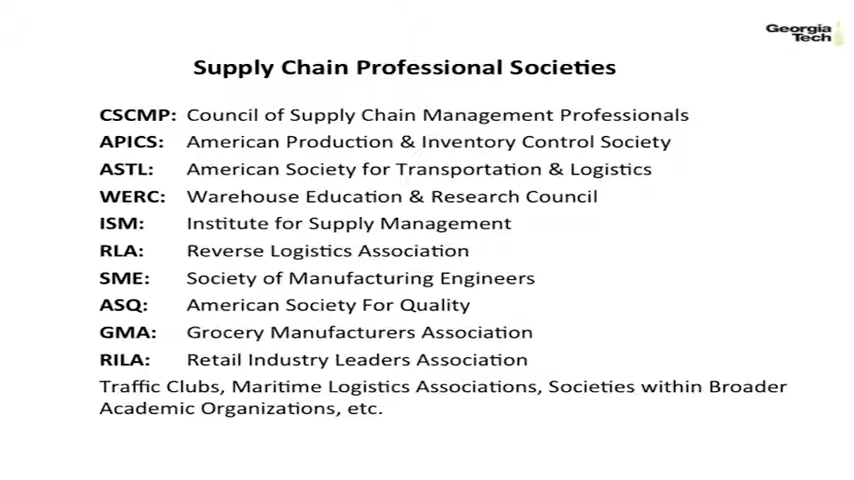 Georgia
Tech
Supply Chain Professional Societies
CSCMP: Council of Supply Chain Management Professionals
APICS: American Production & Inventory Control Society
ASTL: American Society for Transportation & Logistics
WERC: Warehouse Education & Research Council
ISM: Institute for Supply Management
RLA: Reverse Logistics Association
SME: Society of Manufacturing Engineers
ASQ: American Society For Quality
GMA: Grocery Manufacturers Association
RILA: Retail Industry Leaders Association
Traffic Clubs, Maritime Logistics Associations, Societies within Broader
Academic Organizations, etc.